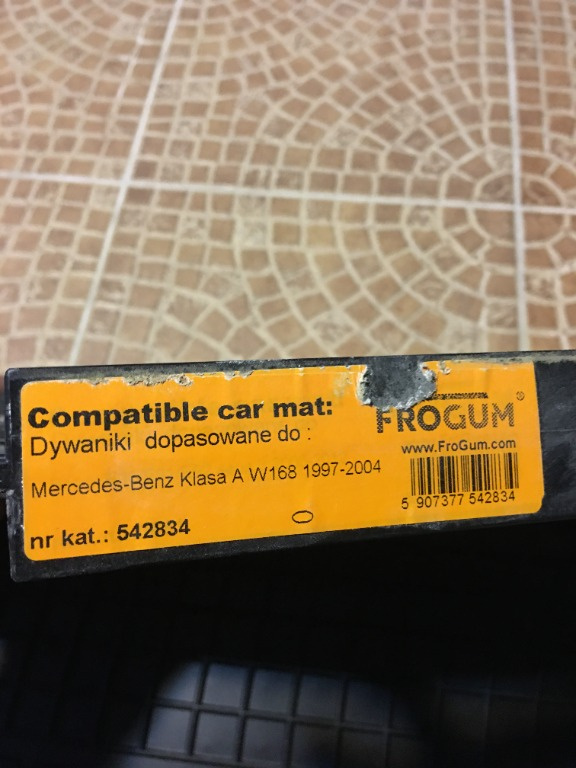 Compatible car mat:
Dywaniki dopasowane do :
Mercedes-Benz Klasa A W168 1997-2004
nr kat.: 542834
FROGUM®
www.FroGum.com
5 907377 542834